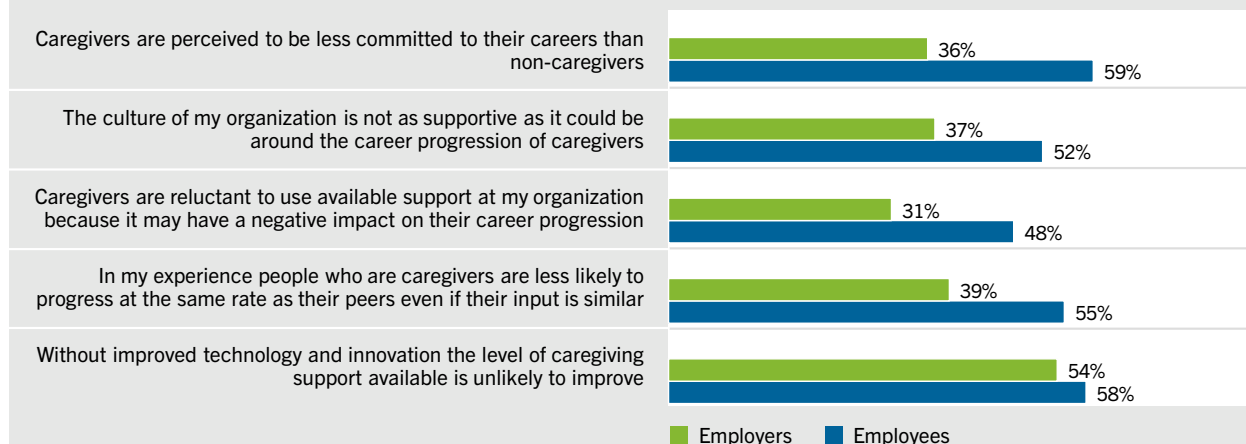 Caregivers are perceived to be less committed to their careers than
non-caregivers
36%
59%
The culture of my organization is not as supportive as it could be
around the career progression of caregivers
37%
52%
Caregivers are reluctant to use available support at my organization
because it may have a negative impact on their career progression
31%
48%
In my experience people who are caregivers are less likely to
progress at the same rate as their peers even if their input is similar
39%
55%
Without improved technology and innovation the level of caregiving
support available is unlikely to improve
54%
58%
Employers Employees